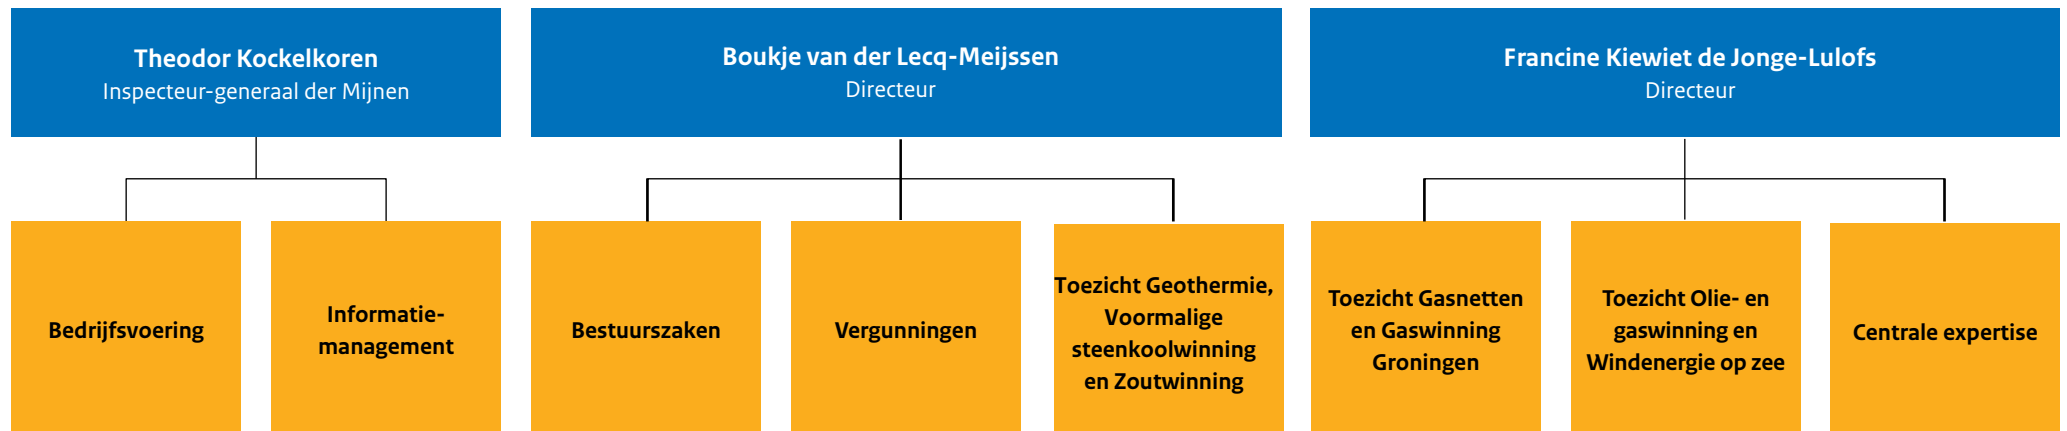 Theodor Kockelkoren
Inspecteur-generaal der Mijnen
Boukje van der Lecq-Meijssen
Directeur
Francine Kiewiet de Jonge-Lulofs
Directeur
Bedrijfsvoering
Informatie-
management
Bestuurszaken
Vergunningen
Toezicht Geothermie,
Voormalige
steenkoolwinning
en Zoutwinning
Toezicht Gasnetten
en Gaswinning
Groningen
Toezicht Olie- en
gaswinning en
Windenergie op zee
Centrale expertise